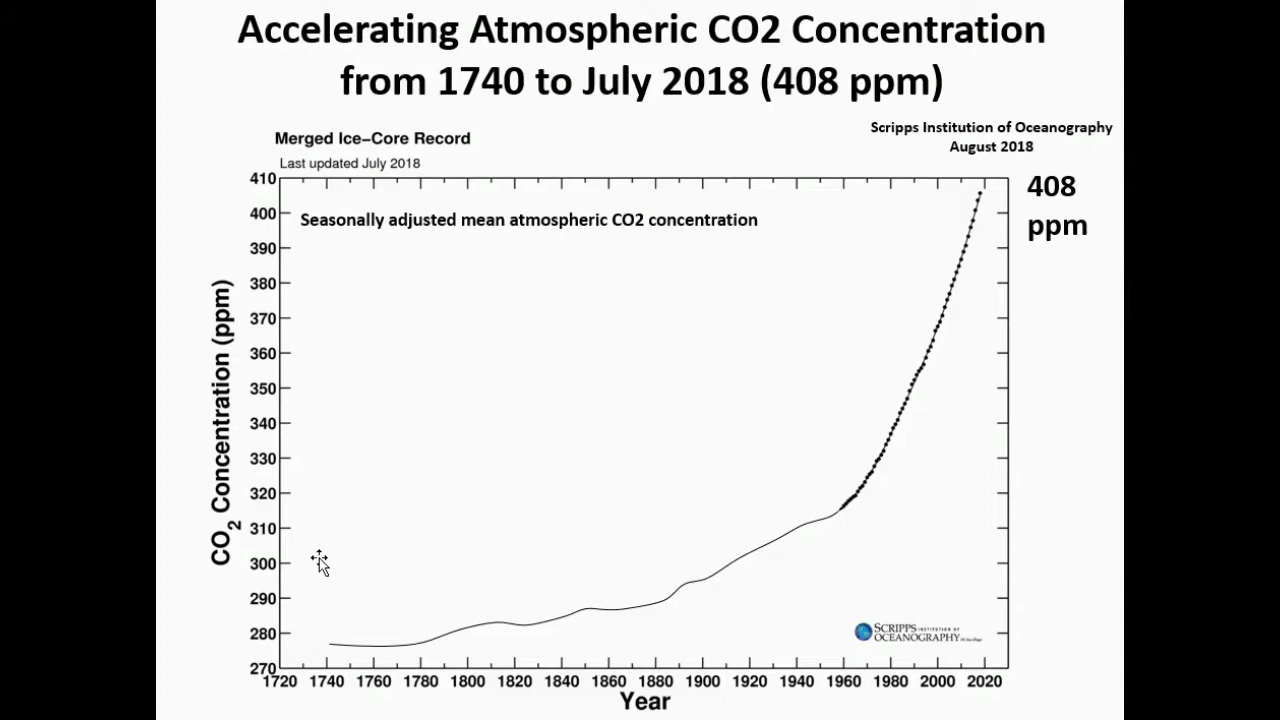 Accelerating Atmospheric CO2 Concentration
from 1740 to July 2018 (408 ppm)
Merged Ice-Core Record
Last updated July 2018
Scripps Institution of Oceanography
August 2018
408
ppm
Seasonally adjusted mean atmospheric CO2 concentration
CO2 Concentration (ppm)
410
400
390
380
370
360
350
340
330
320
310
300
290
280
270
1720 1740 1760 1780 1800 1820 1840 1860 1880 1900 1920 1940 1960 1980 2000 2020
Year
SCRIPPS INSTITUTION OF
OCEANOGRAPHY